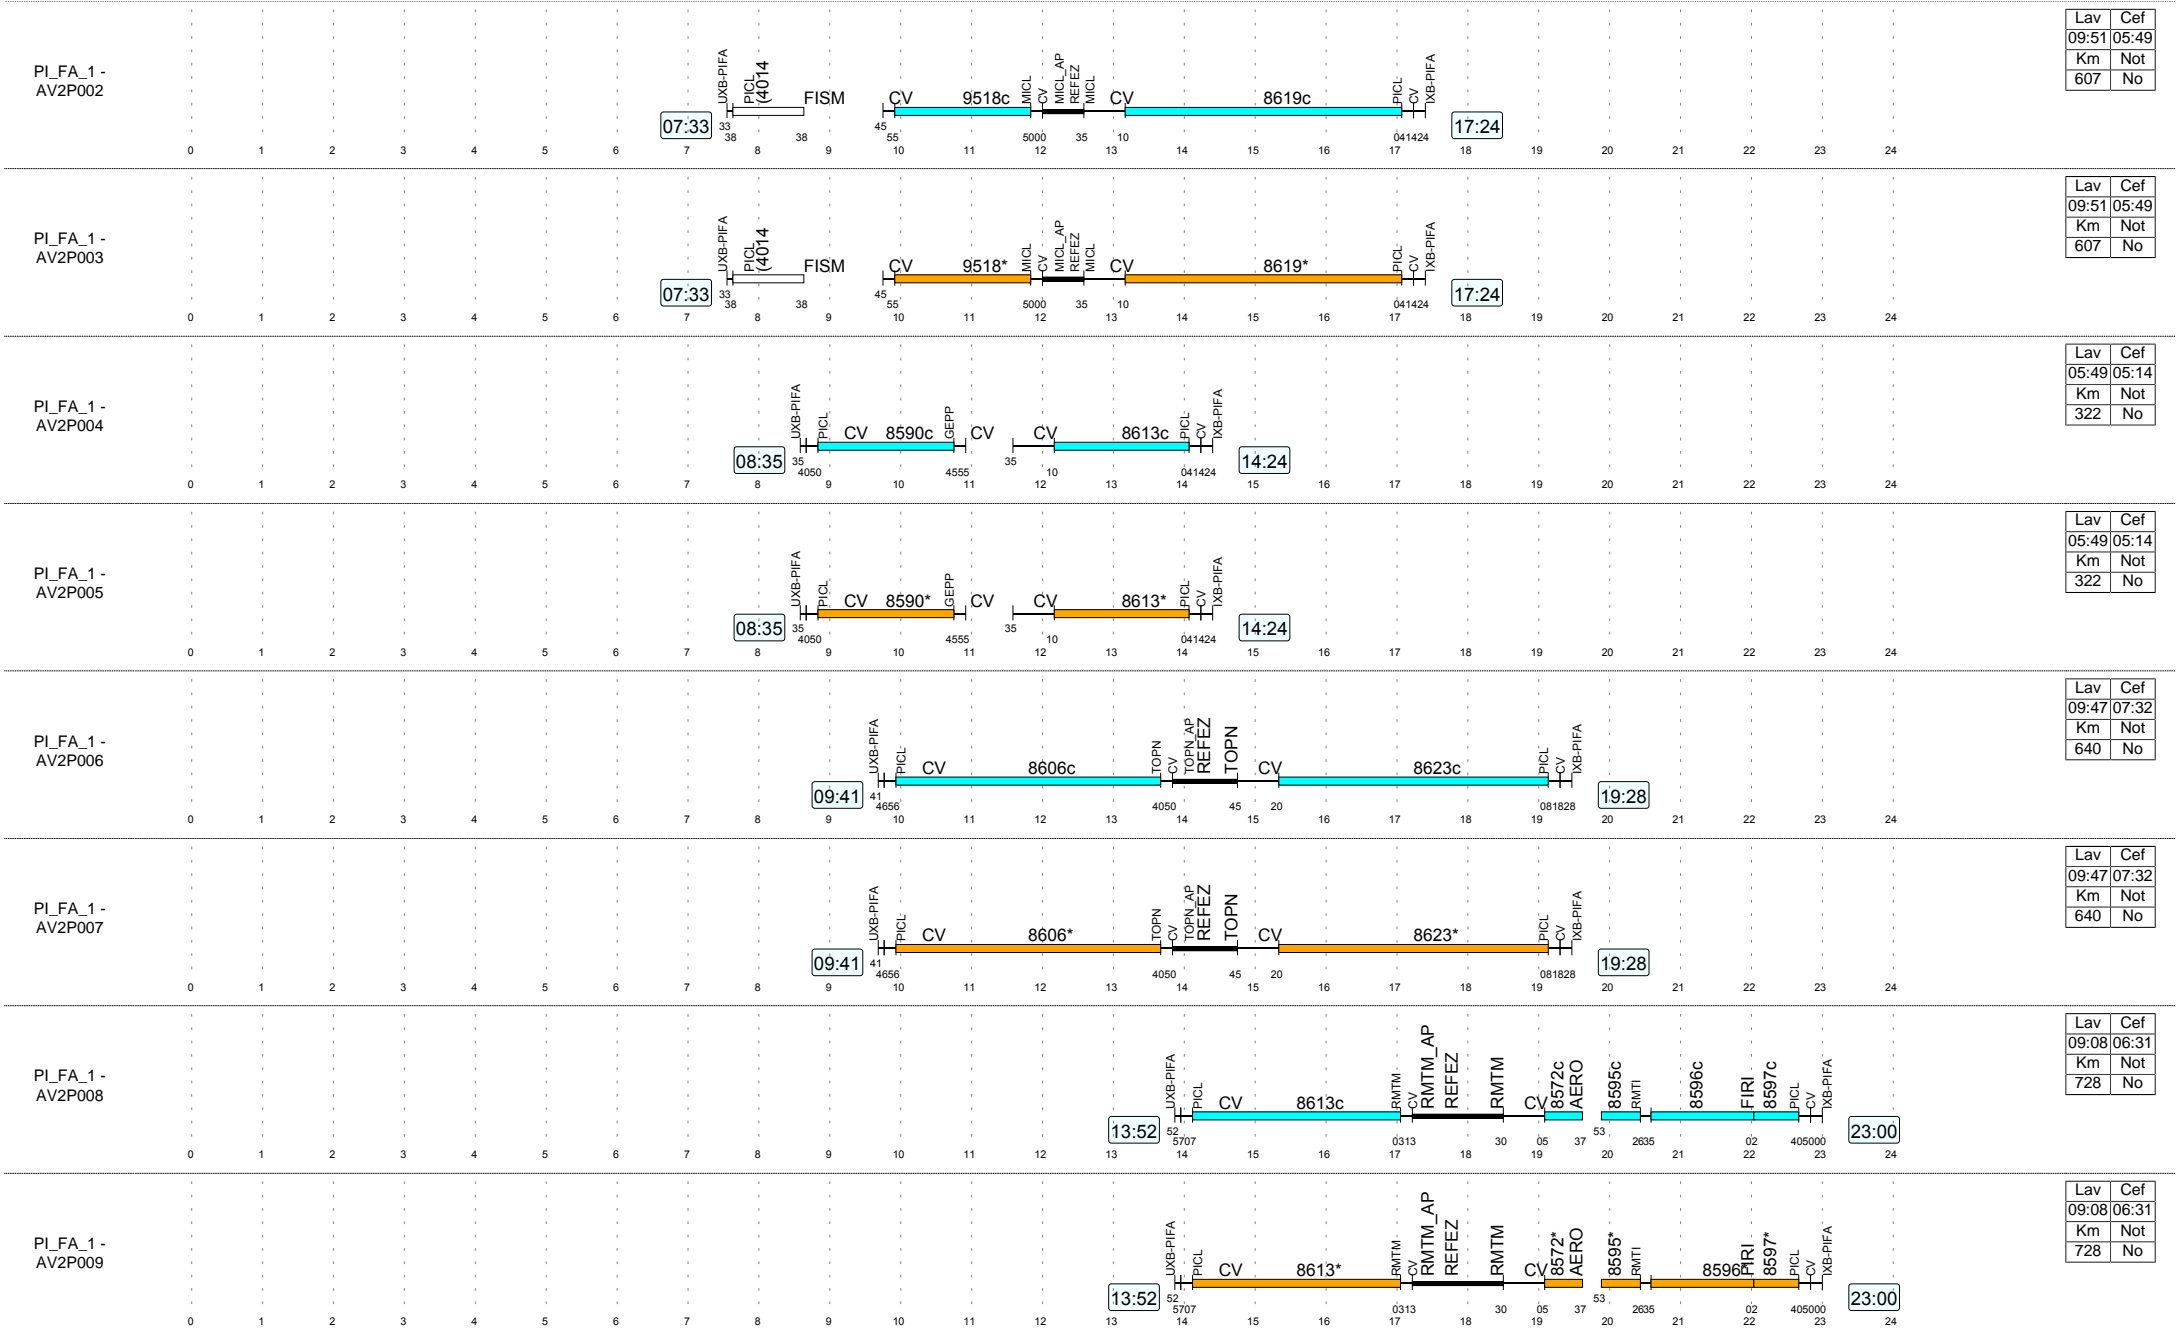 PI_FA_1 -
AV2P002
07:33
UXB-PIFA
PICL
(4014
FISM
CV
9518c
MICL
CV
MICL_AP
REFEZ
MICL
CV
8619c
PICL
CV
IXB-PIFA
17:24
33
38
38
45
55
5000
35
10
041424
0 1 2 3 4 5 6 7 8 9 10 11 12 13 14 15 16 17 18 19 20 21 22 23 24
Lav Cef
09:51 05:49
Km Not
607 No
PI_FA_1 -
AV2P003
07:33
UXB-PIFA
PICL
(4014
FISM
CV
9518*
MICL
CV
MICL_AP
REFEZ
MICL
CV
8619*
PICL
CV
IXB-PIFA
17:24
33
38
38
45
55
5000
35
10
041424
0 1 2 3 4 5 6 7 8 9 10 11 12 13 14 15 16 17 18 19 20 21 22 23 24
Lav Cef
09:51 05:49
Km Not
607 No
PI_FA_1 -
AV2P004
08:35
UXB-PIFA
PICL
CV
8590c
GEPP
CV
CV
8613c
PICL
CV
IXB-PIFA
14:24
35
4050
4555
35
10
041424
0 1 2 3 4 5 6 7 8 9 10 11 12 13 14 15 16 17 18 19 20 21 22 23 24
Lav Cef
05:49 05:14
Km Not
322 No
PI_FA_1 -
AV2P005
08:35
UXB-PIFA
PICL
CV
8590*
GEPP
CV
CV
8613*
PICL
CV
IXB-PIFA
14:24
35
4050
4555
35
10
041424
0 1 2 3 4 5 6 7 8 9 10 11 12 13 14 15 16 17 18 19 20 21 22 23 24
Lav Cef
05:49 05:14
Km Not
322 No
PI_FA_1 -
AV2P006
09:41
UXB-PIFA
PICL
CV
8606c
TOPN
CV
TOPN_AP
REFEZ
TOPN
CV
8623c
PICL
CV
IXB-PIFA
19:28
41
4656
4050
45
20
081828
0 1 2 3 4 5 6 7 8 9 10 11 12 13 14 15 16 17 18 19 20 21 22 23 24
Lav Cef
09:47 07:32
Km Not
640 No
PI_FA_1 -
AV2P007
09:41
UXB-PIFA
PICL
CV
8606*
TOPN
CV
TOPN_AP
REFEZ
TOPN
CV
8623*
PICL
CV
IXB-PIFA
19:28
41
4656
4050
45
20
081828
0 1 2 3 4 5 6 7 8 9 10 11 12 13 14 15 16 17 18 19 20 21 22 23 24
Lav Cef
09:47 07:32
Km Not
640 No
PI_FA_1 -
AV2P008
13:52
UXB-PIFA
PICL
CV
8613c
RMTM
CV
RMTM_AP
REFEZ
RMTM
CV
8572c
AERO
8595c
RMTI
8596c
FIRI
8597c
PICL
CV
IXB-PIFA
23:00
52
5707
0313
30
05
37
53
2635
02
405000
0 1 2 3 4 5 6 7 8 9 10 11 12 13 14 15 16 17 18 19 20 21 22 23 24
Lav Cef
09:08 06:31
Km Not
728 No
PI_FA_1 -
AV2P009
13:52
UXB-PIFA
PICL
CV
8613*
RMTM
CV
RMTM_AP
REFEZ
RMTM
CV
8572*
AERO
8595*
RMTI
8596*
FIRI
8597*
PICL
CV
IXB-PIFA
23:00
52
5707
0313
30
05
37
53
2635
02
405000
0 1 2 3 4 5 6 7 8 9 10 11 12 13 14 15 16 17 18 19 20 21 22 23 24
Lav Cef
09:08 06:31
Km Not
728 No